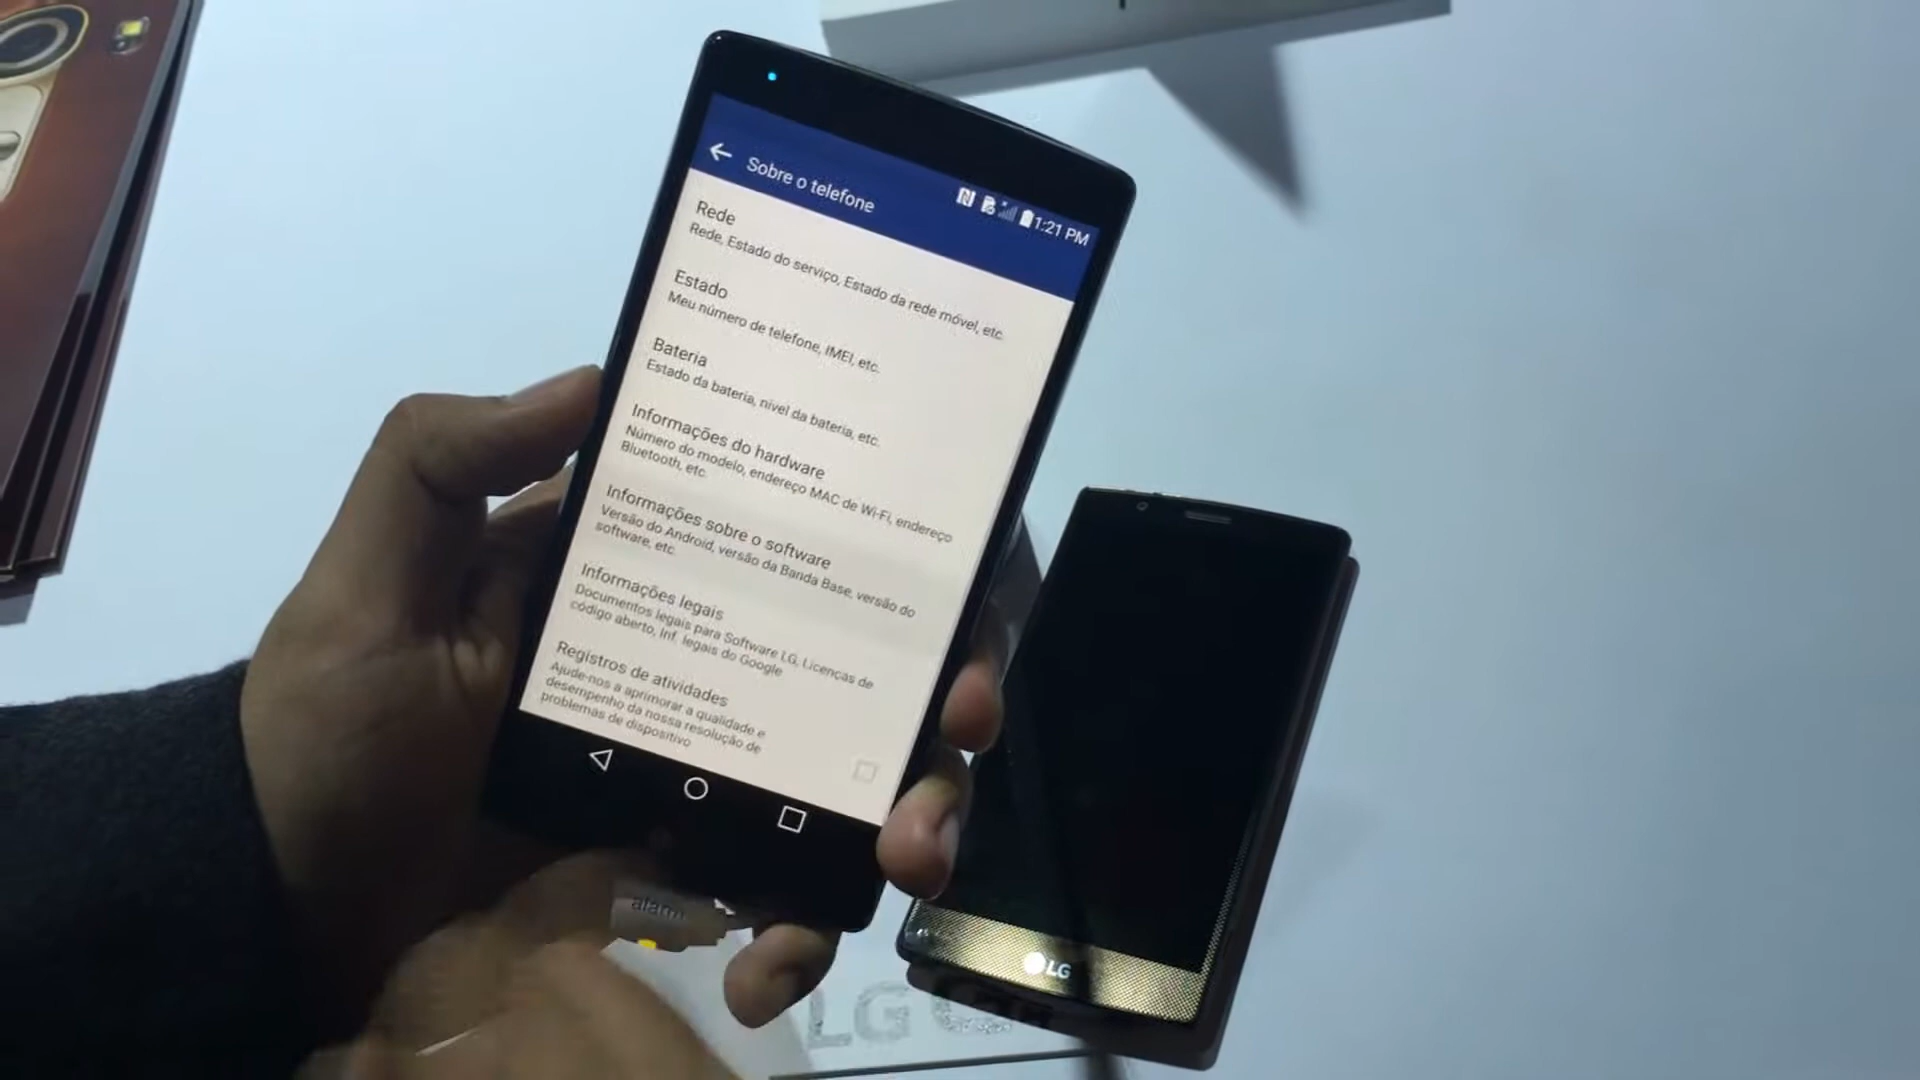 1:21 PM
Sobre o telefone
Rede
Rede, Estado do serviço, Estado da rede móvel, etc.
Estado
Meu número de telefone, IMEI, etc.
Bateria
Estado da bateria, nível da bateria, etc.
Informações do hardware
Número do modelo, endereço MAC de Wi-Fi, endereço
Bluetooth, etc.
Informações sobre o software
Versão do Android, versão da Banda Base, versão do
software, etc.
Informações legais
Documentos legais para Software LG, Licenças de
código aberto, Inf. legais do Google
Registros de atividades
Ajude-nos a aprimorar a qualidade e
desempenho da nossa resolução de
problemas de dispositivo
alarm
LG
LG